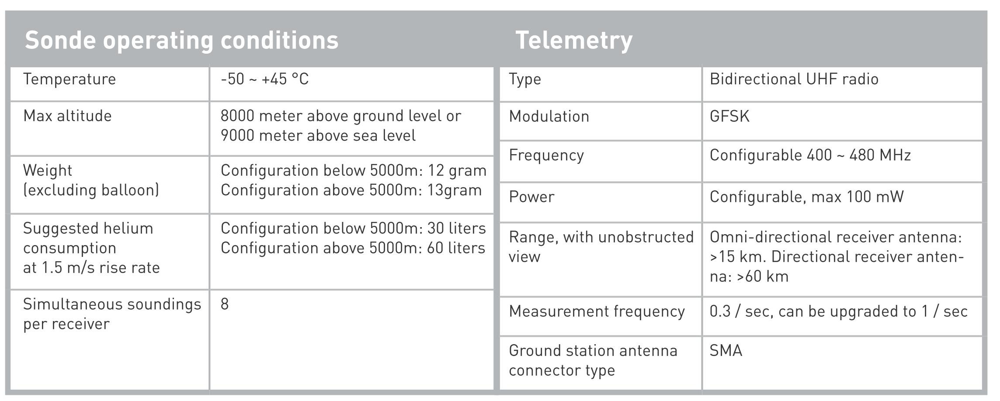 Sonde operating conditions
Temperature
-50 ~ +45 °C
Max altitude
8000 meter above ground level or
9000 meter above sea level
Weight
(excluding balloon)
Configuration below 5000m: 12 gram
Configuration above 5000m: 13gram
Suggested helium
consumption
at 1.5 m/s rise rate
Configuration below 5000m: 30 liters
Configuration above 5000m: 60 liters
Simultaneous soundings
per receiver
8
Telemetry
Type
Bidirectional UHF radio
Modulation
GFSK
Frequency
Configurable 400 ~ 480 MHz
Power
Configurable, max 100 mW
Range, with unobstructed
view
Omni-directional receiver antenna:
>15 km. Directional receiver anten-
na: >60 km
Measurement frequency
0.3 / sec, can be upgraded to 1 / sec
Ground station antenna
connector type
SMA